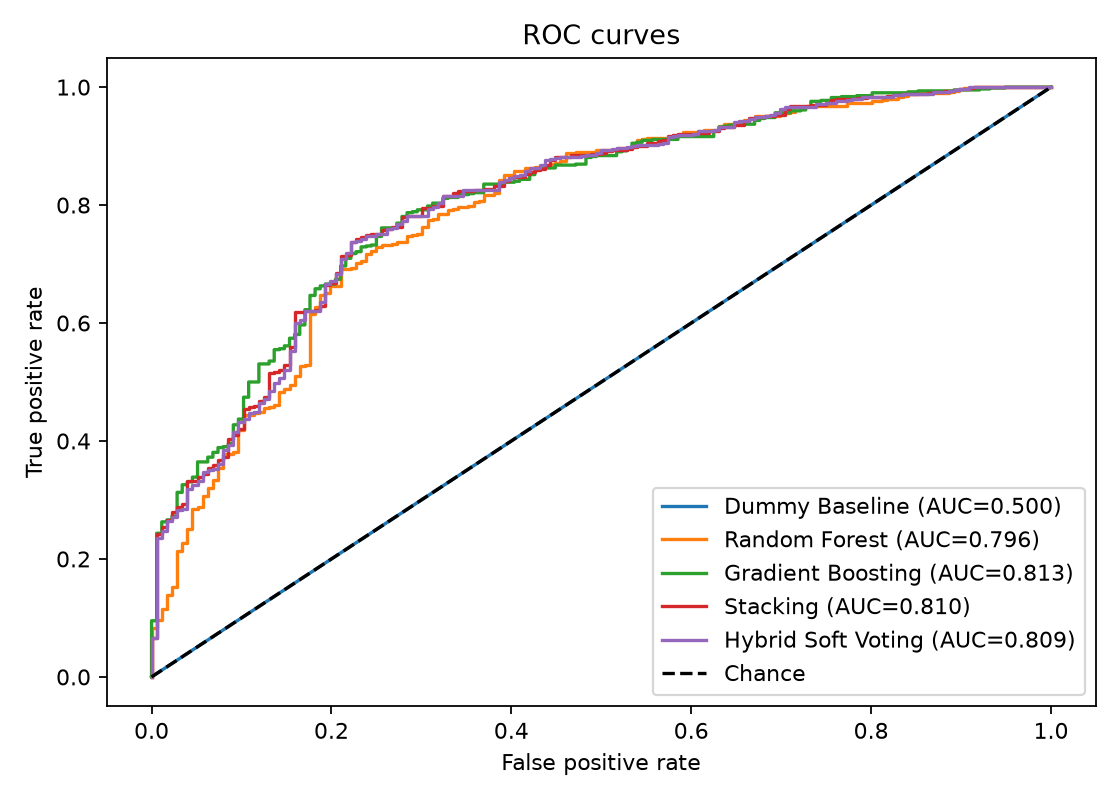 ROC curves
True positive rate
1.0
0.8
0.6
0.4
0.2
0.0
Dummy Baseline (AUC=0.500)
Random Forest (AUC=0.796)
Gradient Boosting (AUC=0.813)
Stacking (AUC=0.810)
Hybrid Soft Voting (AUC=0.809)
Chance
0.0 0.2 0.4 0.6 0.8 1.0
False positive rate